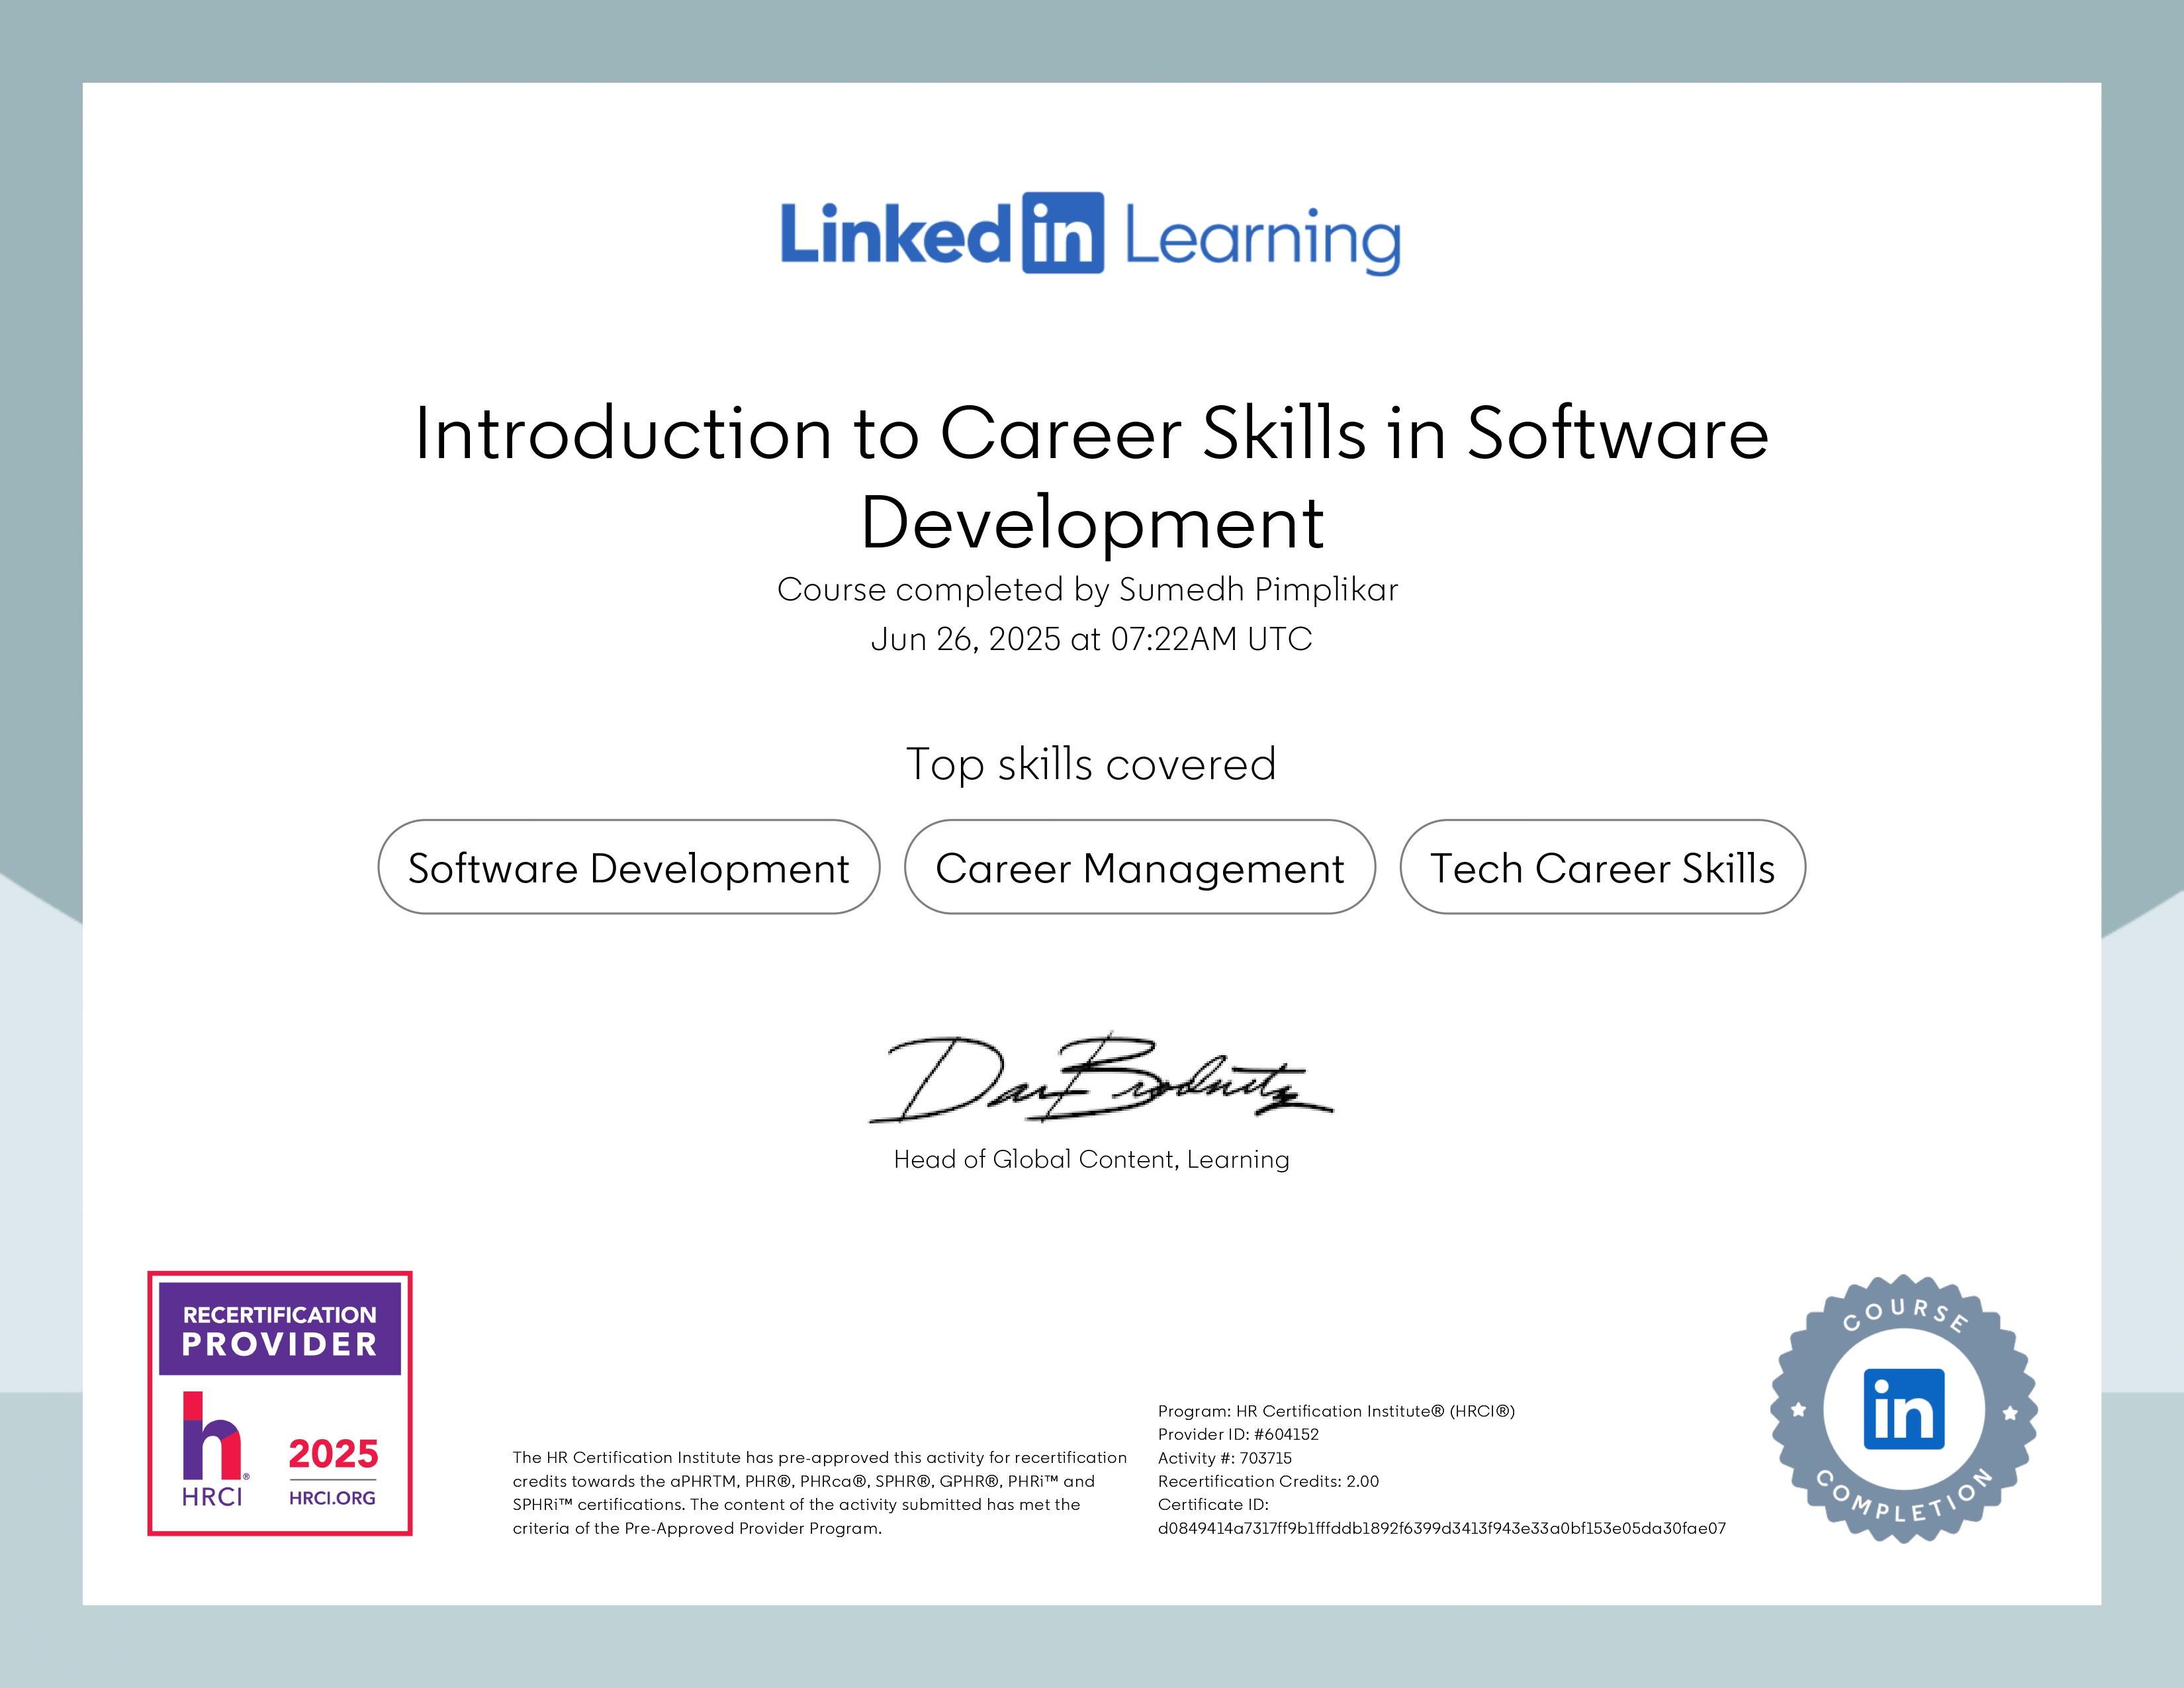 Linked in Learning
Introduction to Career Skills in Software
Development
Course completed by Sumedh Pimplikar
Jun 26, 2025 at 07:22AM UTC
Top skills covered
Software Development
Career Management
Tech Career Skills
Dan Brodnitz
Head of Global Content, Learning
RECERTIFICATION
PROVIDER
h®
HRCI
2025
HRCI.ORG
The HR Certification Institute has pre-approved this activity for recertification
credits towards the aPHRTM, PHR®, PHRca®, SPHR®, GPHR®, PHRi™ and
SPHRi™ certifications. The content of the activity submitted has met the
criteria of the Pre-Approved Provider Program.
Program: HR Certification Institute® (HRCI®)
Provider ID: #604152
Activity #: 703715
Recertification Credits: 2.00
Certificate ID:
d0849414a7317ff9b1fffddb1892f6399d3413f943e33a0bf153e05da30fae07
COURSE
in
COMPLETION